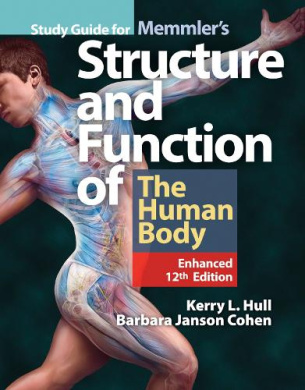 Study Guide for Memmler's
Structure
and
Function
of
The
Human
Body
Enhanced
12th Edition
Kerry L. Hull
Barbara Janson Cohen